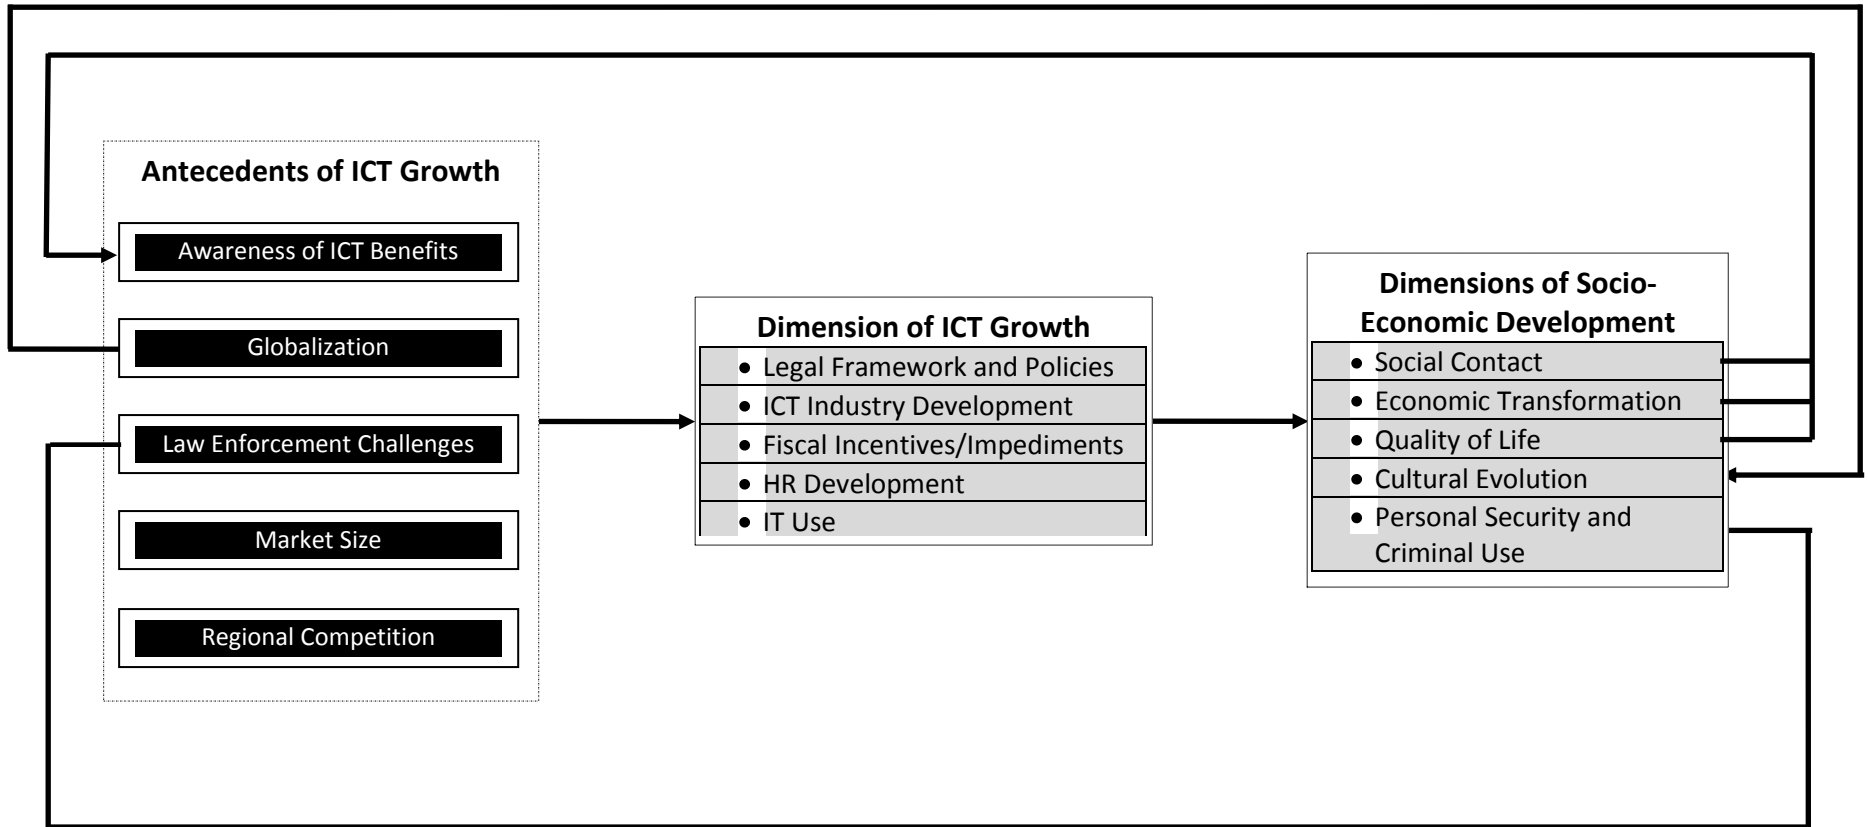 Antecedents of ICT Growth
Awareness of ICT Benefits
Globalization
Law Enforcement Challenges
Market Size
Regional Competition
Dimension of ICT Growth
• Legal Framework and Policies
• ICT Industry Development
• Fiscal Incentives/Impediments
• HR Development
• IT Use
Dimensions of Socio-
Economic Development
• Social Contact
• Economic Transformation
• Quality of Life
• Cultural Evolution
• Personal Security and
Criminal Use